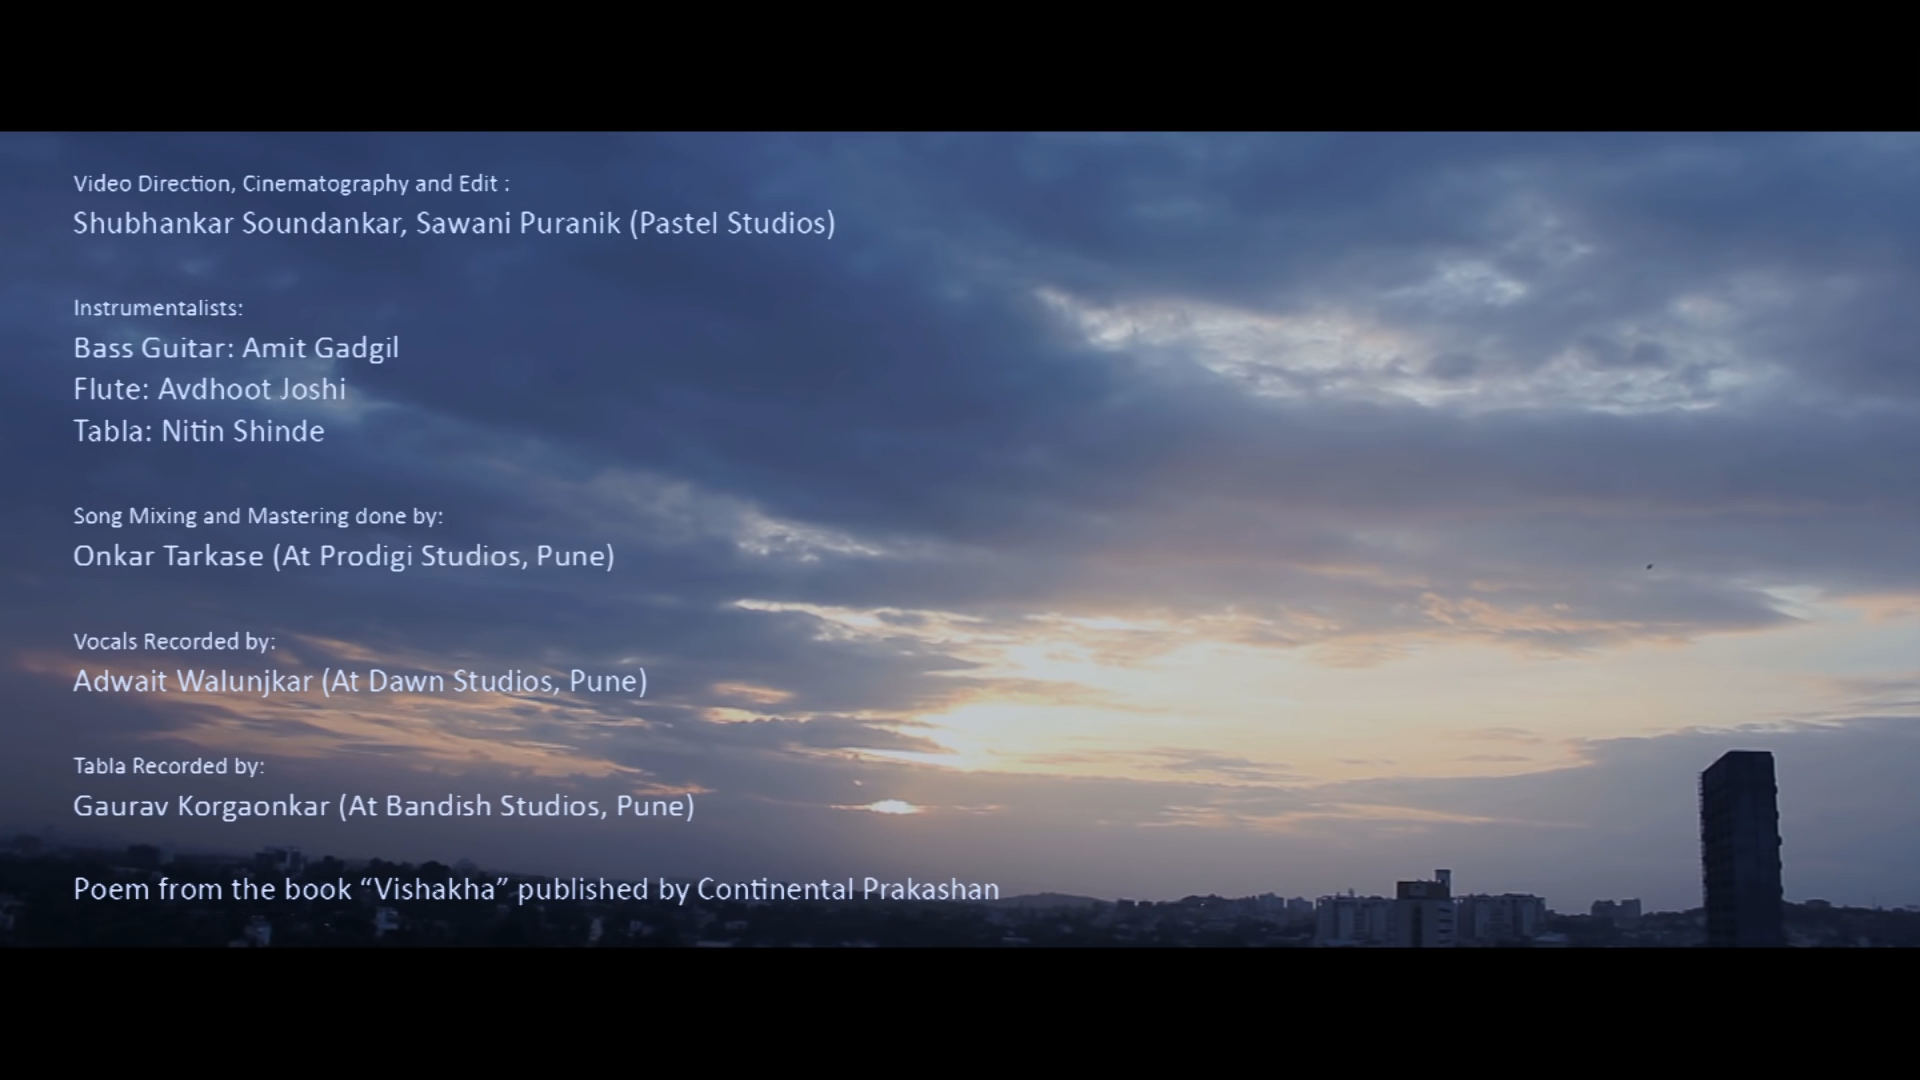 Video Direction, Cinematography and Edit :
Shubhankar Soundankar, Sawani Puranik (Pastel Studios)
Instrumentalists:
Bass Guitar: Amit Gadgil
Flute: Avdhoot Joshi
Tabla: Nitin Shinde
Song Mixing and Mastering done by:
Onkar Tarkase (At Prodigi Studios, Pune)
Vocals Recorded by:
Adwait Walunjkar (At Dawn Studios, Pune)
Tabla Recorded by:
Gaurav Korgaonkar (At Bandish Studios, Pune)
Poem from the book “Vishakha” published by Continental Prakashan